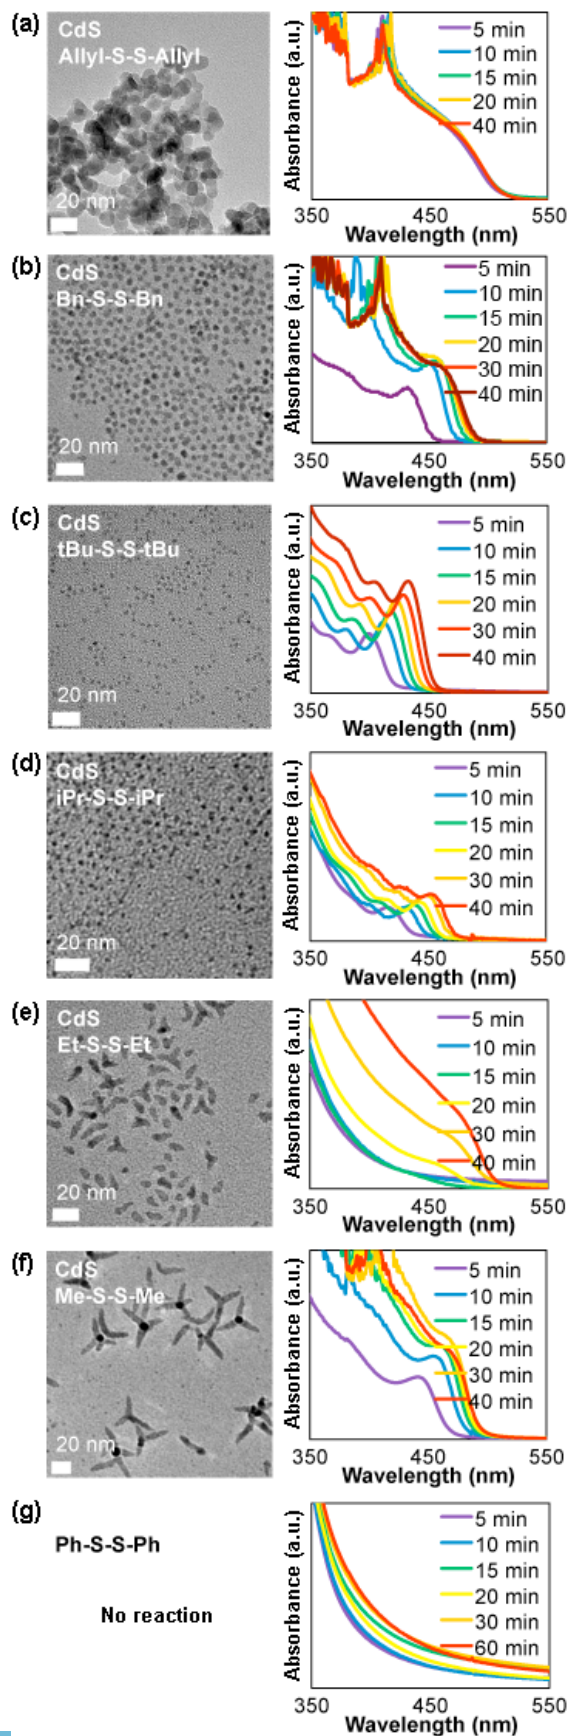 (a)
CdS
Allyl-S-S-Allyl
20 nm
Absorbance (a.u.)
5 min
10 min
15 min
20 min
40 min
350 450 550
Wavelength (nm)
(b)
CdS
Bn-S-S-Bn
20 nm
Absorbance (a.u.)
5 min
10 min
15 min
20 min
30 min
40 min
350 450 550
Wavelength (nm)
(c)
CdS
tBu-S-S-tBu
20 nm
Absorbance (a.u.)
5 min
10 min
15 min
20 min
30 min
40 min
350 450 550
Wavelength (nm)
(d)
CdS
iPr-S-S-iPr
20 nm
Absorbance (a.u.)
5 min
10 min
15 min
20 min
30 min
40 min
350 450 550
Wavelength (nm)
(e)
CdS
Et-S-S-Et
20 nm
Absorbance (a.u.)
5 min
10 min
15 min
20 min
30 min
40 min
350 450 550
Wavelength (nm)
(f)
CdS
Me-S-S-Me
20 nm
Absorbance (a.u.)
5 min
10 min
15 min
20 min
30 min
40 min
350 450 550
Wavelength (nm)
(g)
Ph-S-S-Ph
No reaction
Absorbance (a.u.)
5 min
10 min
15 min
20 min
30 min
60 min
350 450 550
Wavelength (nm)